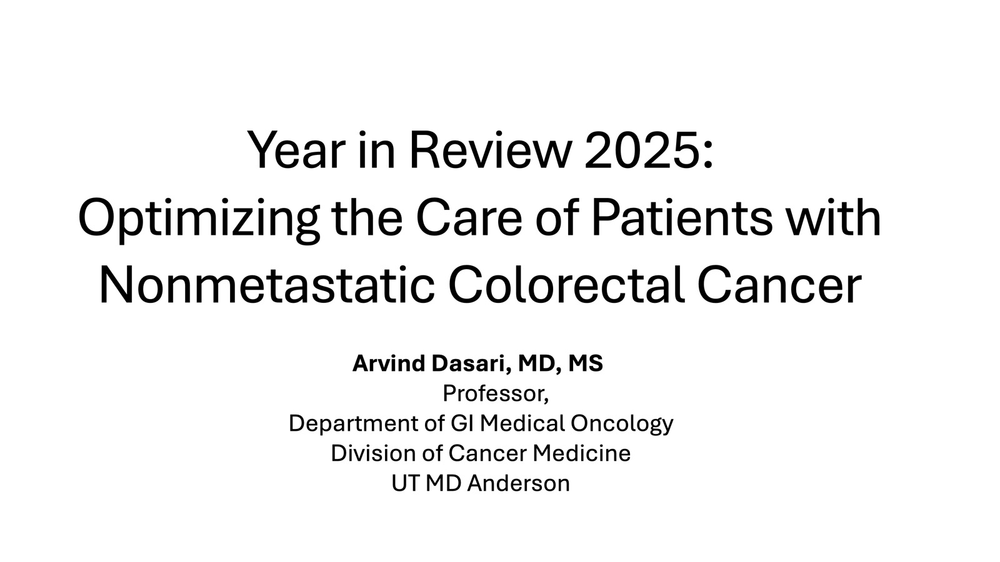 Year in Review 2025:
Optimizing the Care of Patients with
Nonmetastatic Colorectal Cancer
Arvind Dasari, MD, MS
Professor,
Department of GI Medical Oncology
Division of Cancer Medicine
UT MD Anderson